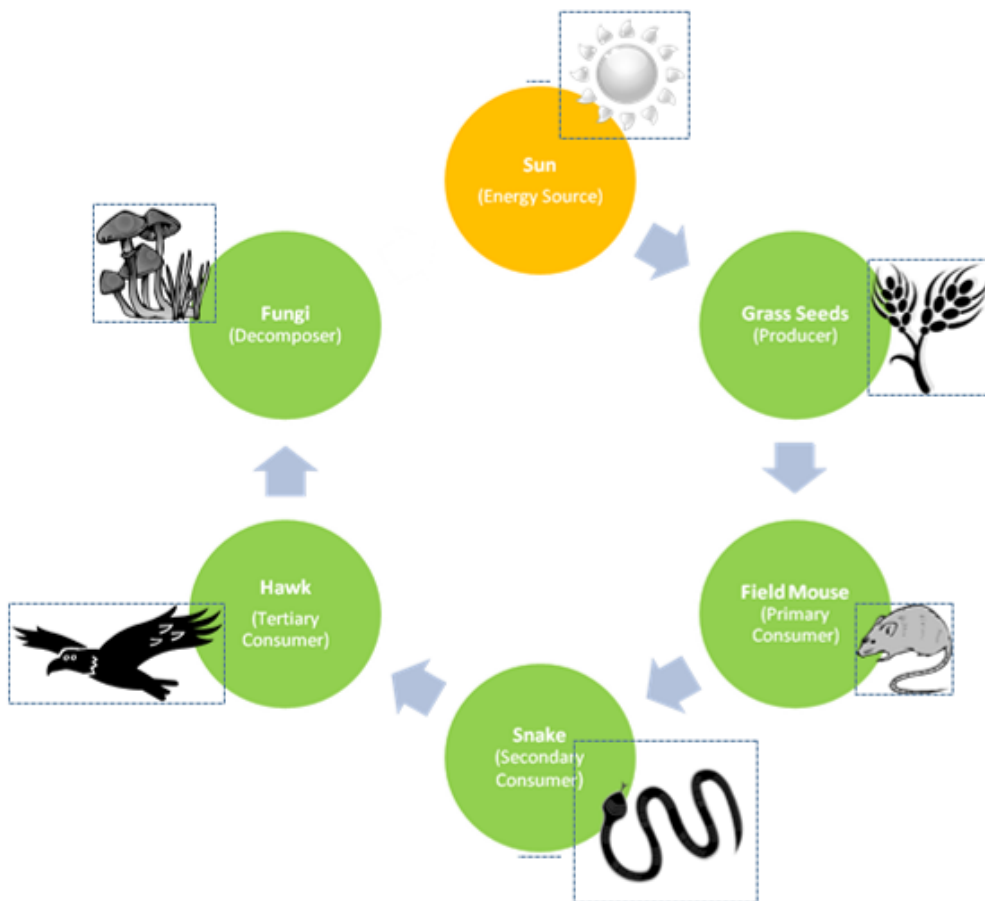 Sun
(Energy Source)
Grass Seeds
(Producer)
Field Mouse
(Primary
Consumer)
Snake
(Secondary
Consumer)
Hawk
(Tertiary
Consumer)
Fungi
(Decomposer)